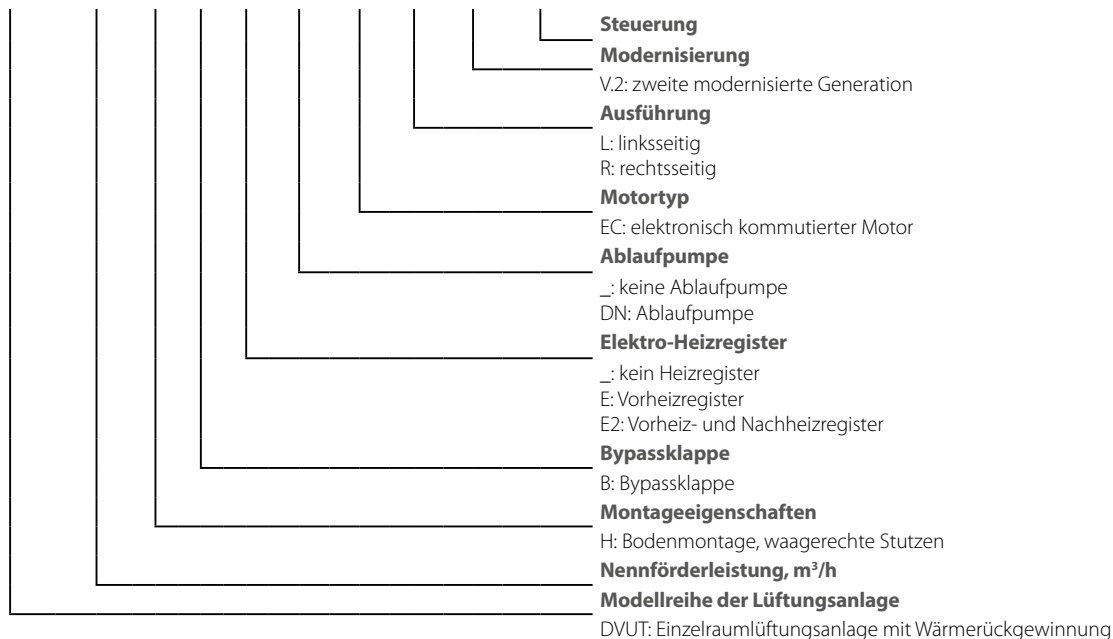 Steuerung
Modernisierung
V.2: zweite modernisierte Generation
Ausführung
L: linksseitig
R: rechtsseitig
Motortyp
EC: elektronisch kommutierter Motor
Ablaufpumpe
_: keine Ablaufpumpe
DN: Ablaufpumpe
Elektro-Heizregister
_: kein Heizregister
E: Vorheizregister
E2: Vorheiz- und Nachheizregister
Bypassklappe
B: Bypassklappe
Montageeigenschaften
H: Bodenmontage, waagerechte Stutzen
Nennförderleistung, m³/h
Modellreihe der Lüftungsanlage
DVUT: Einzelraumlüftungsanlage mit Wärmerückgewinnung